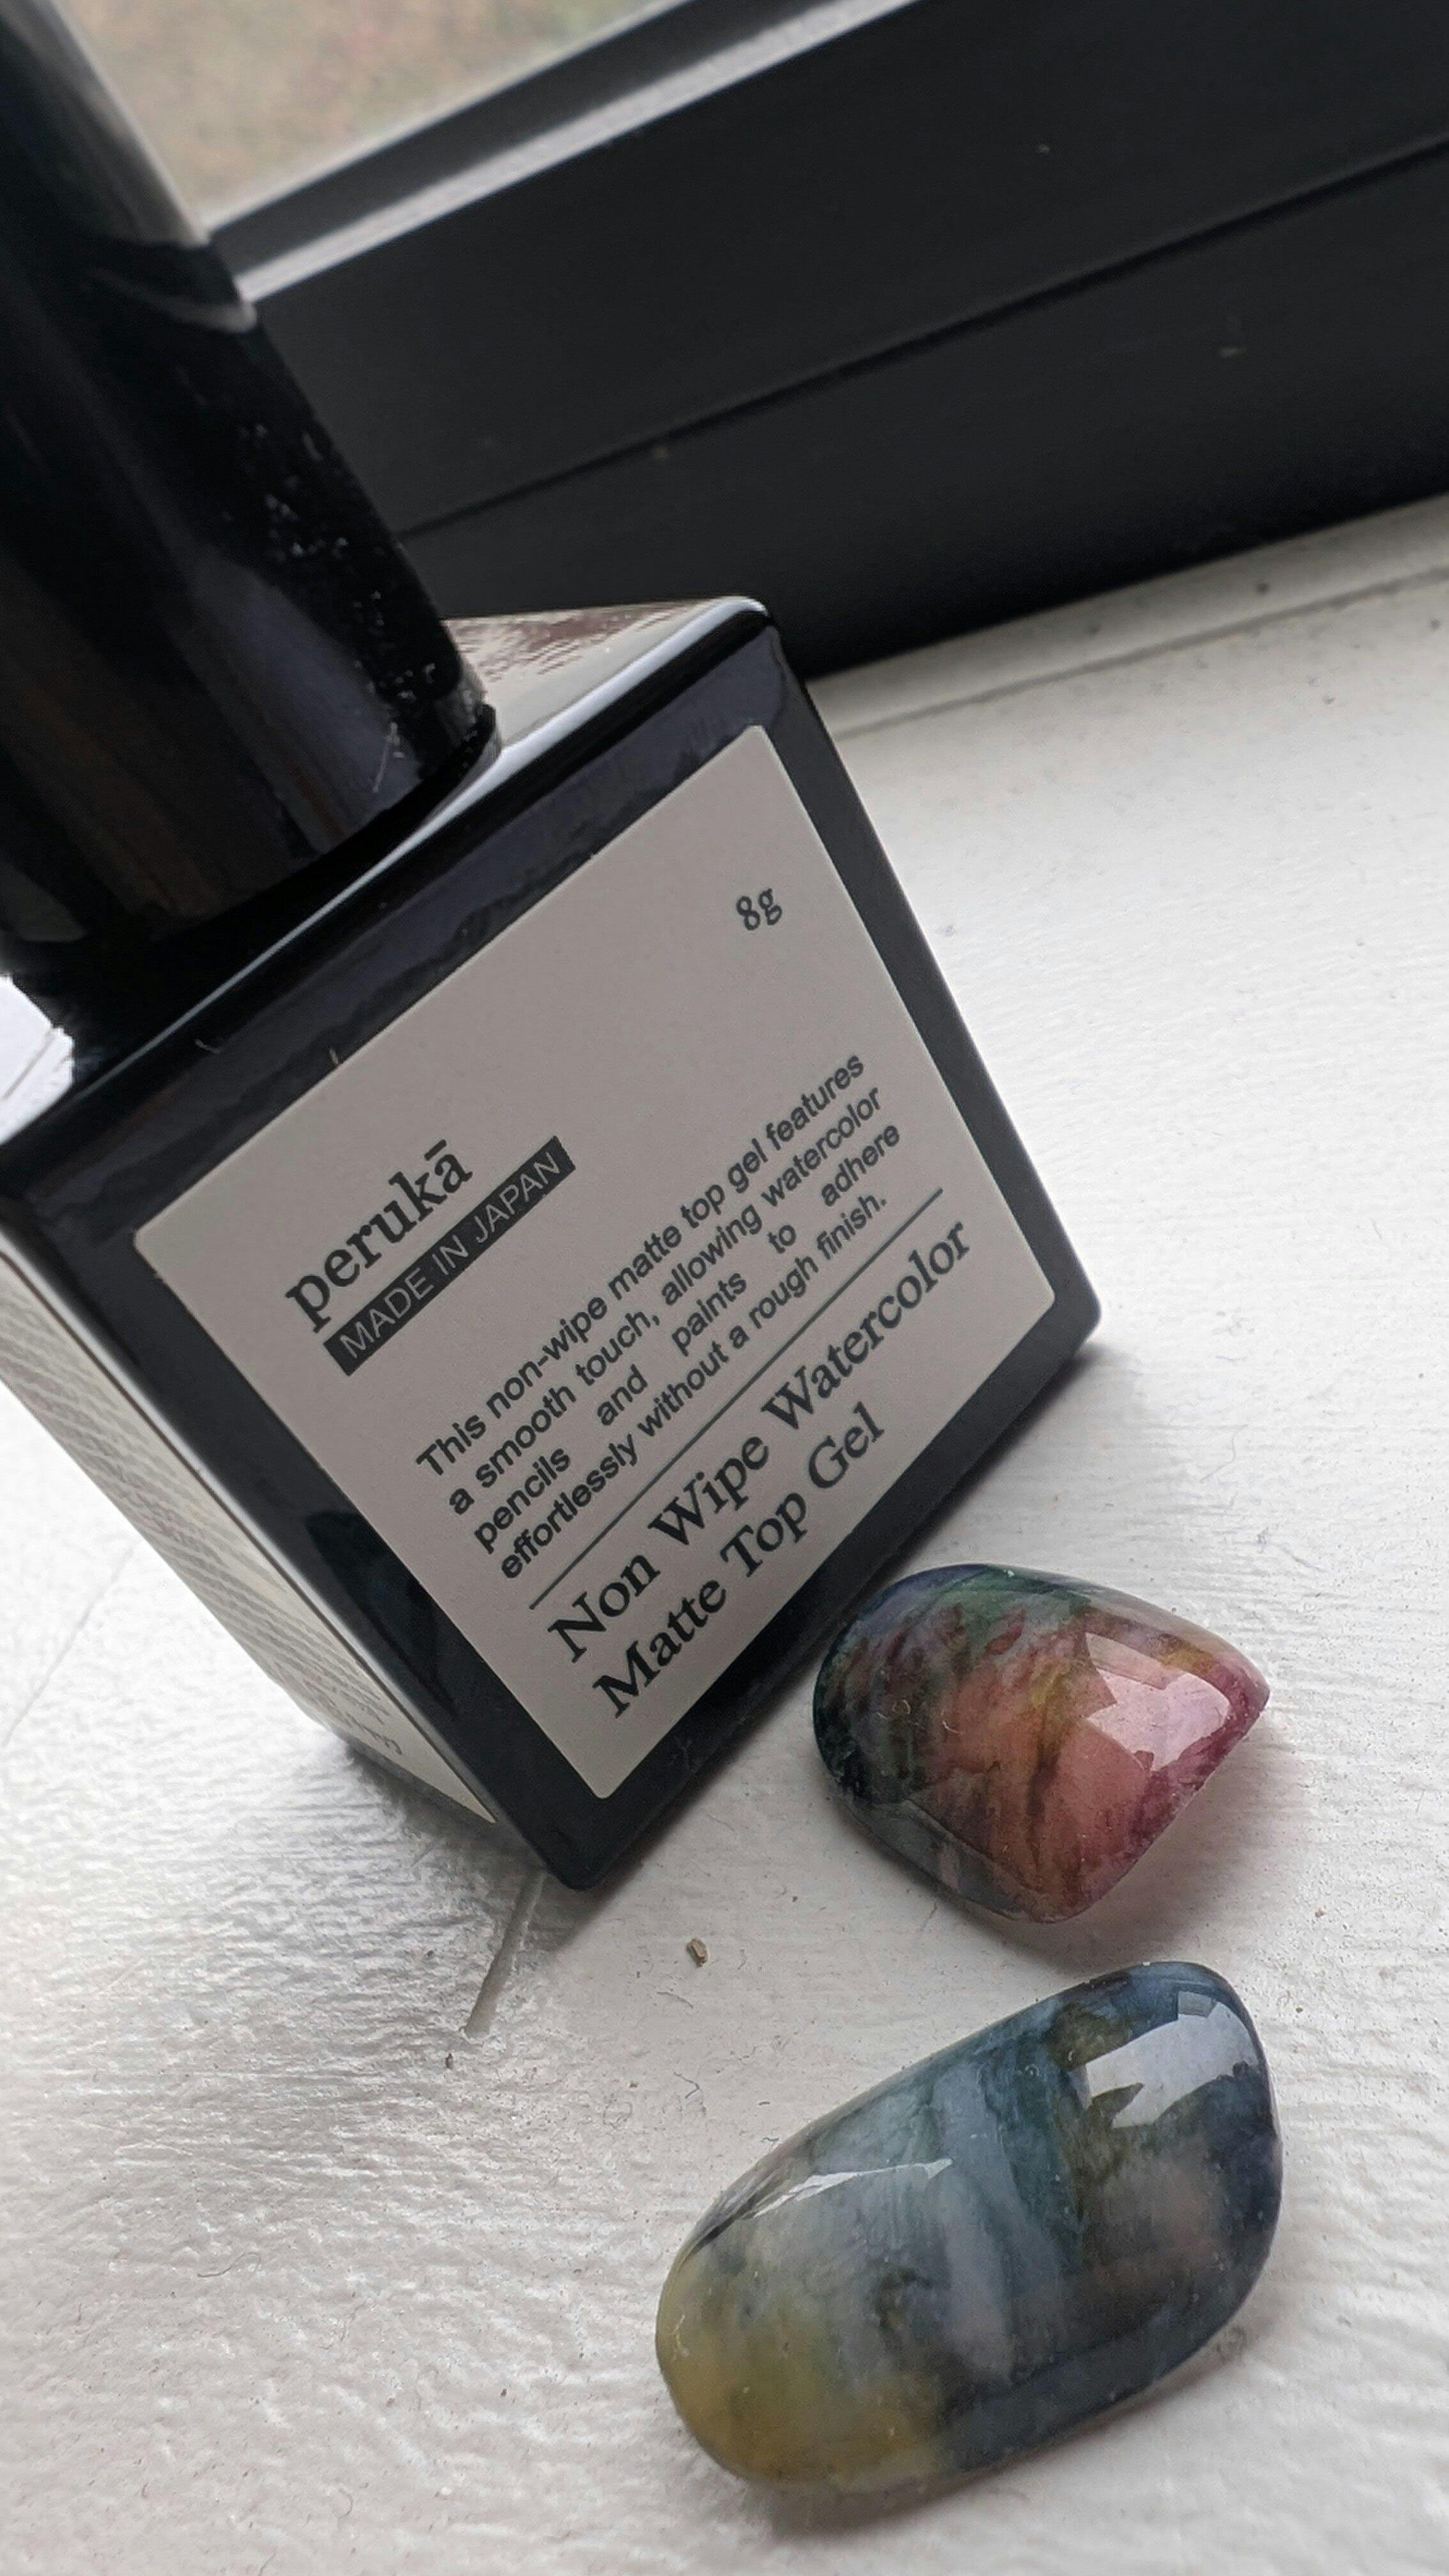 8g
perukā
MADE IN JAPAN
This non-wipe matte top gel features
a smooth touch, allowing watercolor
pencils and paints to adhere
effortlessly without a rough finish.
Non Wipe Watercolor
Matte Top Gel